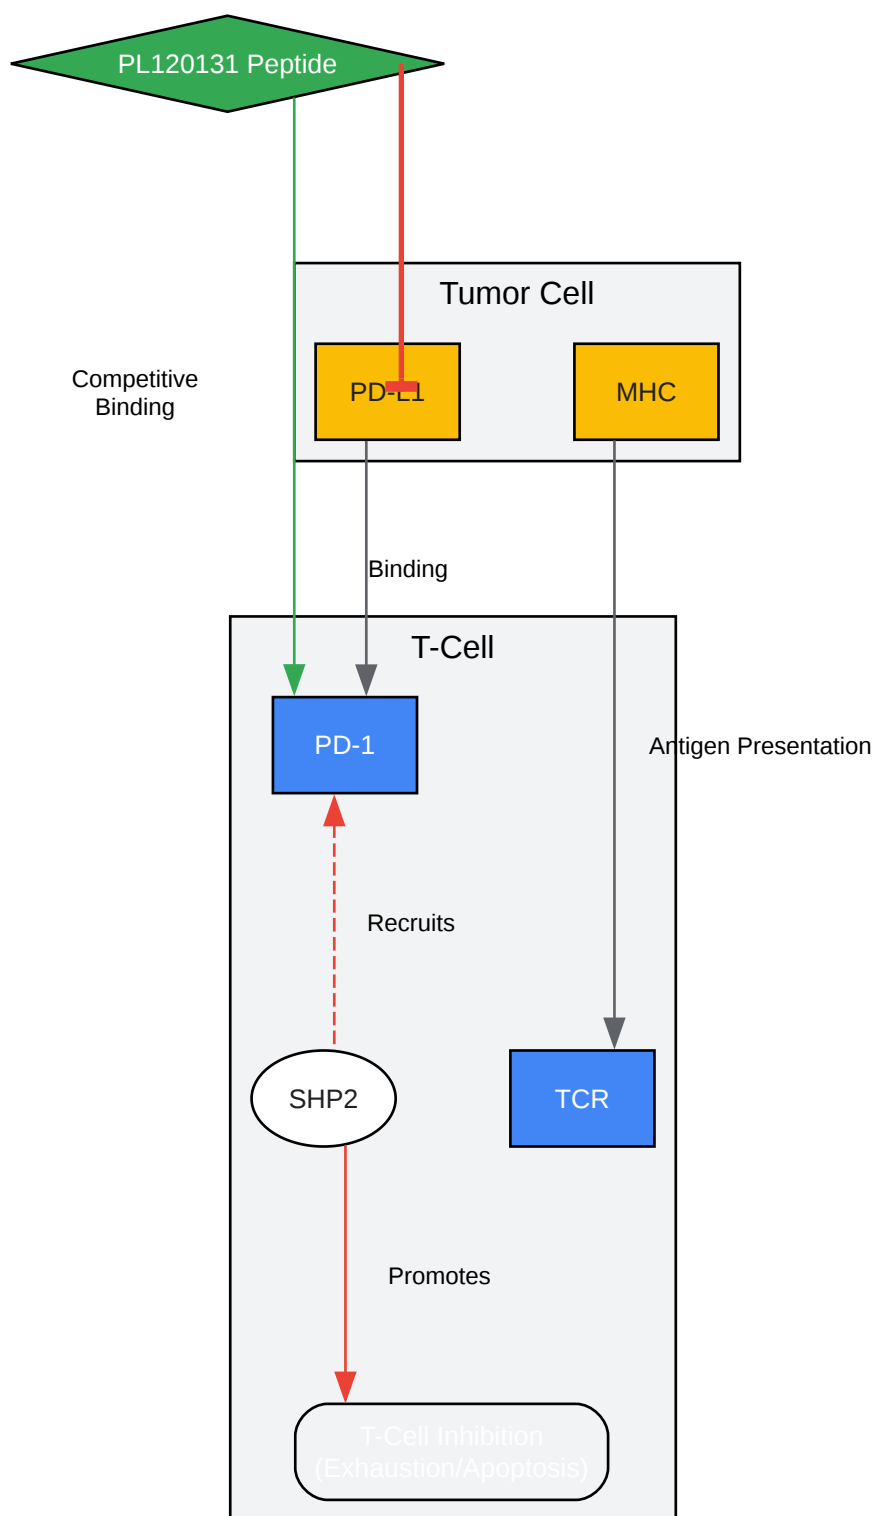 PL120131 Peptide
Tumor Cell
Competitive
Binding
PD-L1
MHC
Binding
T-Cell
PD-1
Antigen Presentation
Recruits
SHP2
TCR
Promotes
T-Cell Inhibition
(Exhaustion/Apoptosis)